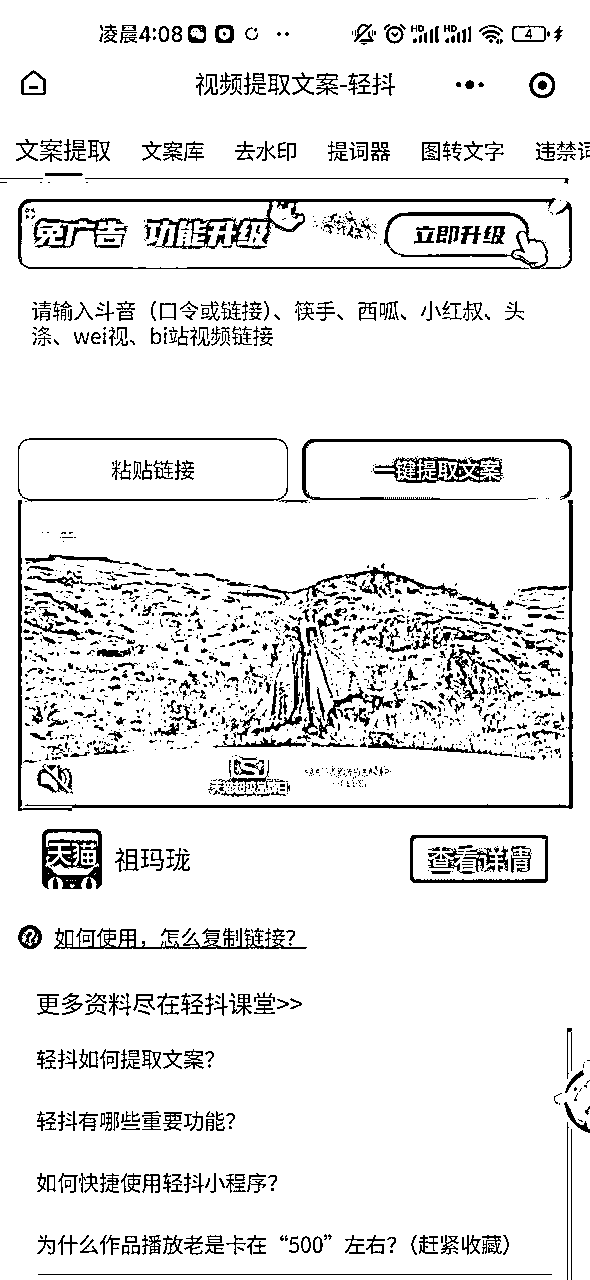 凌晨4:08
4
视频提取文案-轻抖
文案提取 文案库 去水印 提词器 图转文字 违禁词
免广告 功能升级 立即升级
请输入斗音（口令或链接）、筷手、西呱、小红叔、头
涤、wei视、bi站视频链接
粘贴链接 一键提取文案
天猫 祖玛珑 查看详情
如何使用，怎么复制链接？
更多资料尽在轻抖课堂>>
轻抖如何提取文案？
轻抖有哪些重要功能？
如何快捷使用轻抖小程序？
为什么作品播放老是卡在“500”左右？（赶紧收藏）